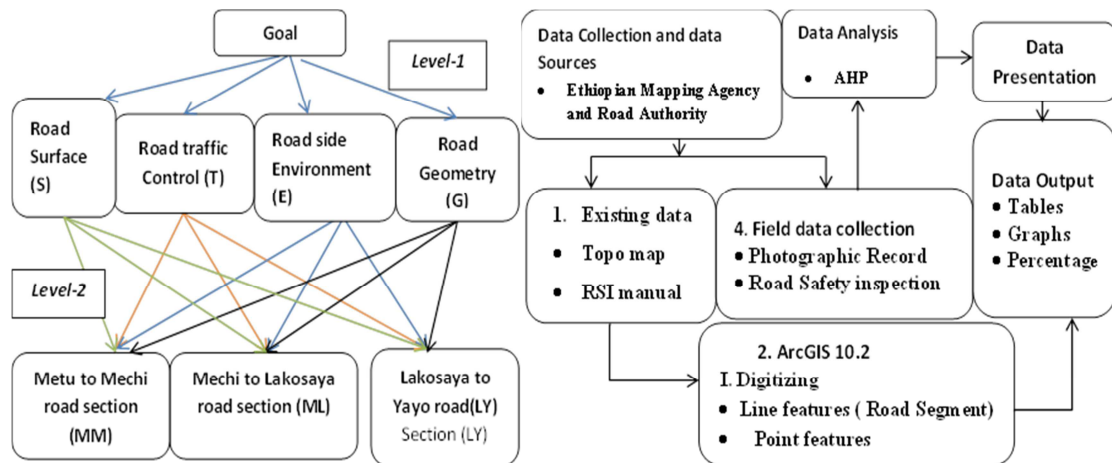 Goal
Level-1
Road
Surface
(S)
Road traffic
Control (T)
Road side
Environment
(E)
Road
Geometry
(G)
Level-2
Metu to Mechi
road section
(MM)
Mechi to Lakosaya
road section (ML)
Lakosaya to
Yayo road(LY)
Section (LY)
Data Collection and data
Sources
• Ethiopian Mapping Agency
and Road Authority
Data Analysis
• AHP
Data
Presentation
1. Existing data
• Topo map
• RSI manual
4. Field data collection
• Photographic Record
• Road Safety inspection
Data Output
• Tables
• Graphs
• Percentage
2. ArcGIS 10.2
I. Digitizing
• Line features ( Road Segment)
• Point features